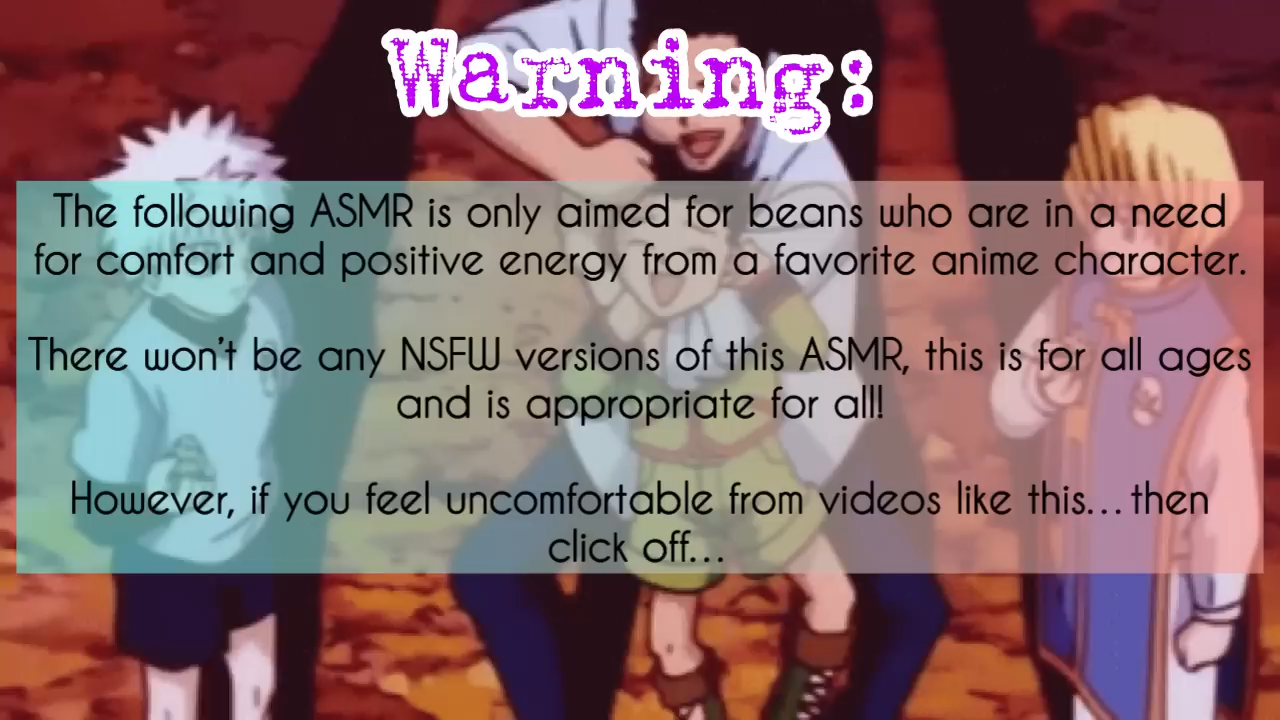 Warning:
The following ASMR is only aimed for beans who are in a need
for comfort and positive energy from a favorite anime character.
There won't be any NSFW versions of this ASMR, this is for all ages
and is appropriate for all!
However, if you feel uncomfortable from videos like this...then
click off...